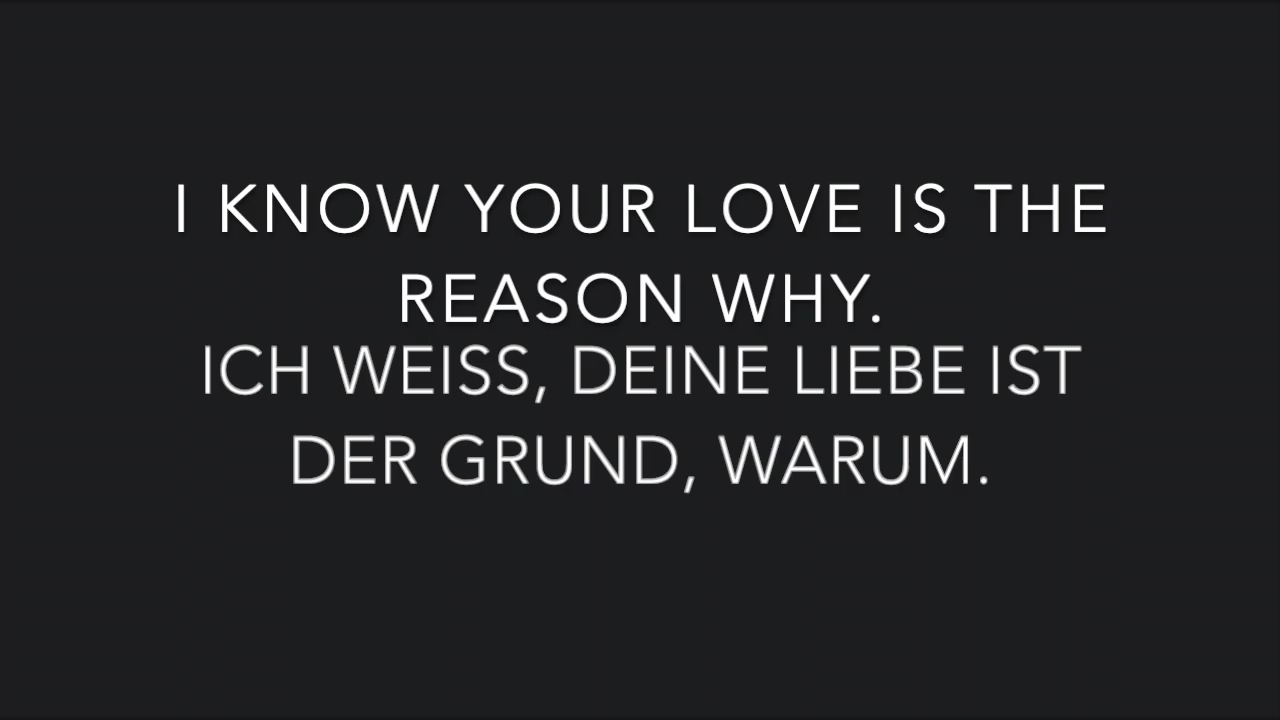 I KNOW YOUR LOVE IS THE
REASON WHY.
ICH WEISS, DEINE LIEBE IST
DER GRUND, WARUM.